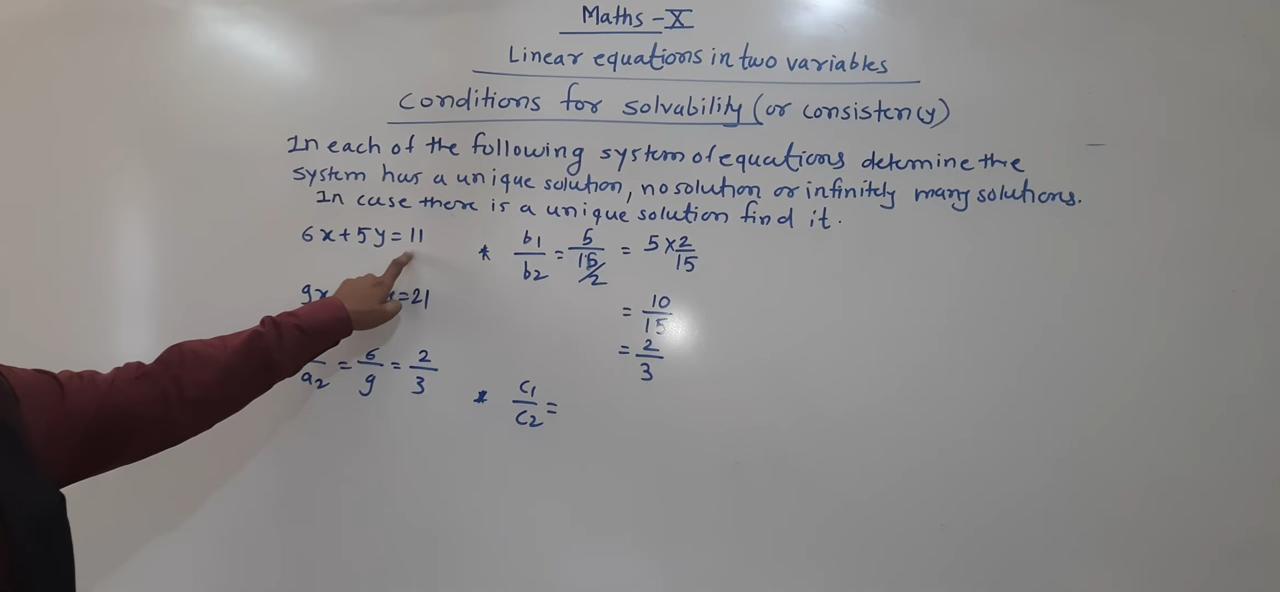 Maths - X
Linear equations in two variables
Conditions for solvability (or consistency)
In each of the following system of equations determine the
system has a unique solution, no solution or infinitely many solutions.
In case there is a unique solution find it.
6x+5y=11
* b1/b2 = 5/(15/2) = 5×2/15
9x =21
= 10/15
= 2/3
a2 = 6/9 = 2/3
* c1/c2 =